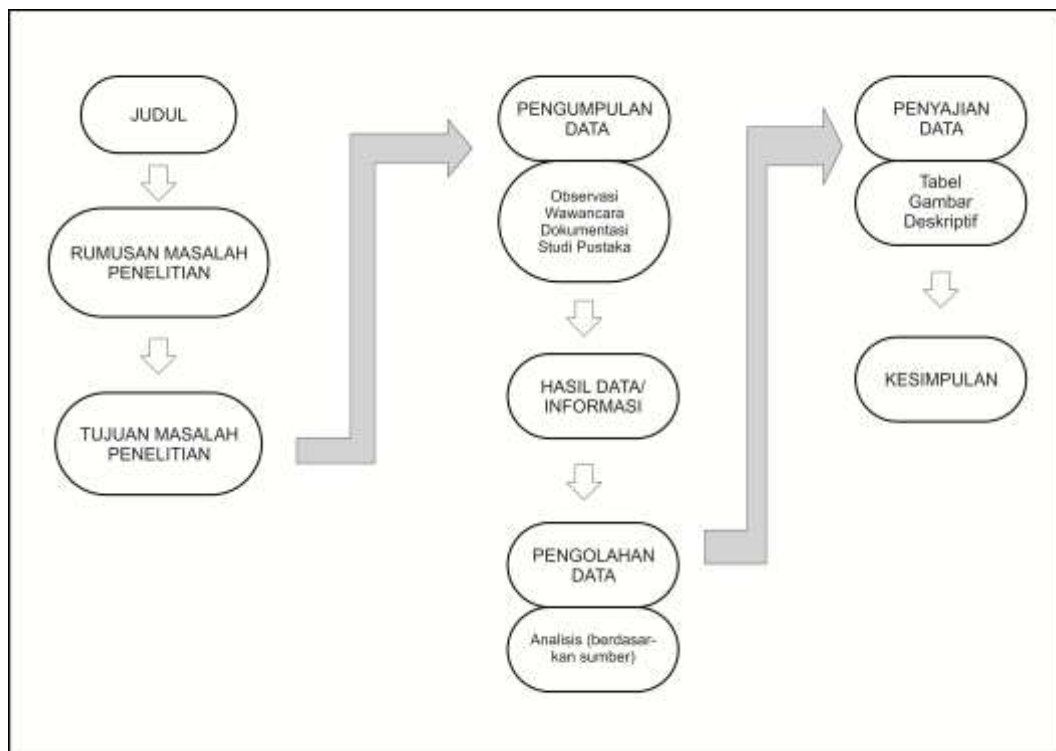 JUDUL
RUMUSAN MASALAH
PENELITIAN
TUJUAN MASALAH
PENELITIAN
PENGUMPULAN
DATA
Observasi
Wawancara
Dokumentasi
Studi Pustaka
HASIL DATA/
INFORMASI
PENGOLAHAN
DATA
Analisis (berdasar-
kan sumber)
PENYAJIAN
DATA
Tabel
Gambar
Deskriptif
KESIMPULAN